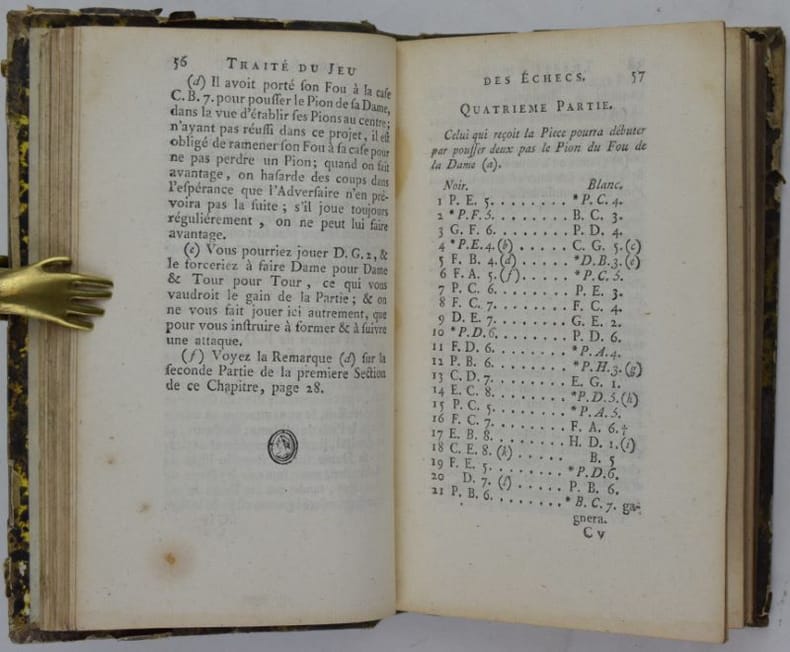 56 TRAITÉ DU JEU
(d) Il avoit porté ſon Fou à la caſe
C. B. 7. pour pouſſer le Pion de ſa Dame,
dans la vue d'établir ſes Pions au centre;
n'ayant pas réuſſi dans ce projet, il eſt
obligé de ramener ſon Fou à ſa caſe pour
ne pas perdre un Pion; quand on fait
avantage, on haſarde des coups dans
l'eſpérance que l'Adverſaire n'en pré-
voira pas la ſuite; s'il joue toujours
réguliérement, on ne peut lui faire
avantage.
(e) Vous pourriez jouer D. G. 2, &
le forceriez à faire Dame pour Dame
& Tour pour Tour, ce qui vous
vaudroit le gain de la Partie; & on
ne vous fait jouer ici autrement, que
pour vous inſtruire à former & à ſuivre
une attaque.
(f) Voyez la Remarque (d) ſur la
ſeconde Partie de la premiere Section
de ce Chapitre, page 28.
DES ÉCHECS. 57
QUATRIEME PARTIE.
Celui qui reçoit la Piece pourra débuter
par pouſſer deux pas le Pion du Fou de
la Dame (a).
Noir. Blanc.
1 P. E. 5. . . . . . . . . *P. C. 4.
2 *P. F. 5. . . . . . . . . B. C. 3.
3 G. F. 6. . . . . . . . . P. D. 4.
4 *P. E. 4. (b) . . . . . . C. G. 5. (c)
5 F. B. 4. (d) . . . . . . *D. B. 3. (e)
6 F. A. 5. (f) . . . . . . *P. C. 5.
7 P. C. 6. . . . . . . . . P. E. 3.
8 F. C. 7. . . . . . . . . F. C. 4.
9 D. E. 7. . . . . . . . . G. E. 2.
10 *P. D. 6. . . . . . . . . P. D. 6.
11 F. D. 6. . . . . . . . . *P. A. 4.
12 P. B. 6. . . . . . . . . *P. H. 3. (g)
13 C. D. 7. . . . . . . . . E. G. 1.
14 E. C. 8. . . . . . . . . *P. D. 5. (h)
15 P. C. 5. . . . . . . . . *P. A. 5.
16 F. C. 7. . . . . . . . . F. A. 6. †
17 E. B. 8. . . . . . . . . H. D. 1. (i)
18 C. E. 8. (k) . . . . . B. 5
19 F. E. 5. . . . . . . . . *P. D. 6.
20 D. 7. (l) . . . . . . P. B. 6.
21 P. B. 6. . . . . . . . . *B. C. 7. ga-
gnera.
C v